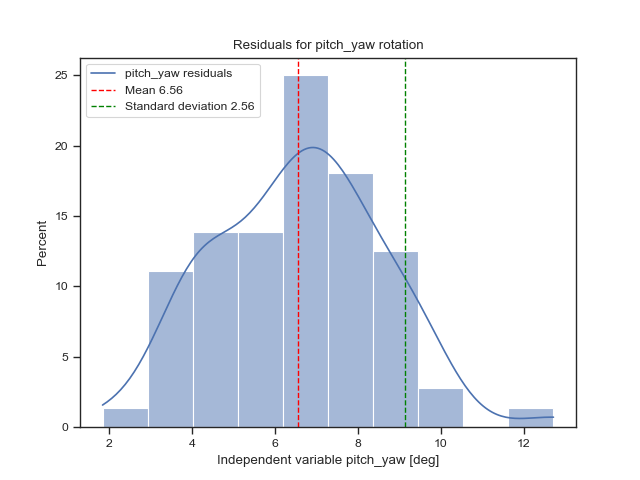 Residuals for pitch_yaw rotation
pitch_yaw residuals
Mean 6.56
Standard deviation 2.56
25
20
15
10
5
0
Percent
2 4 6 8 10 12
Independent variable pitch_yaw [deg]